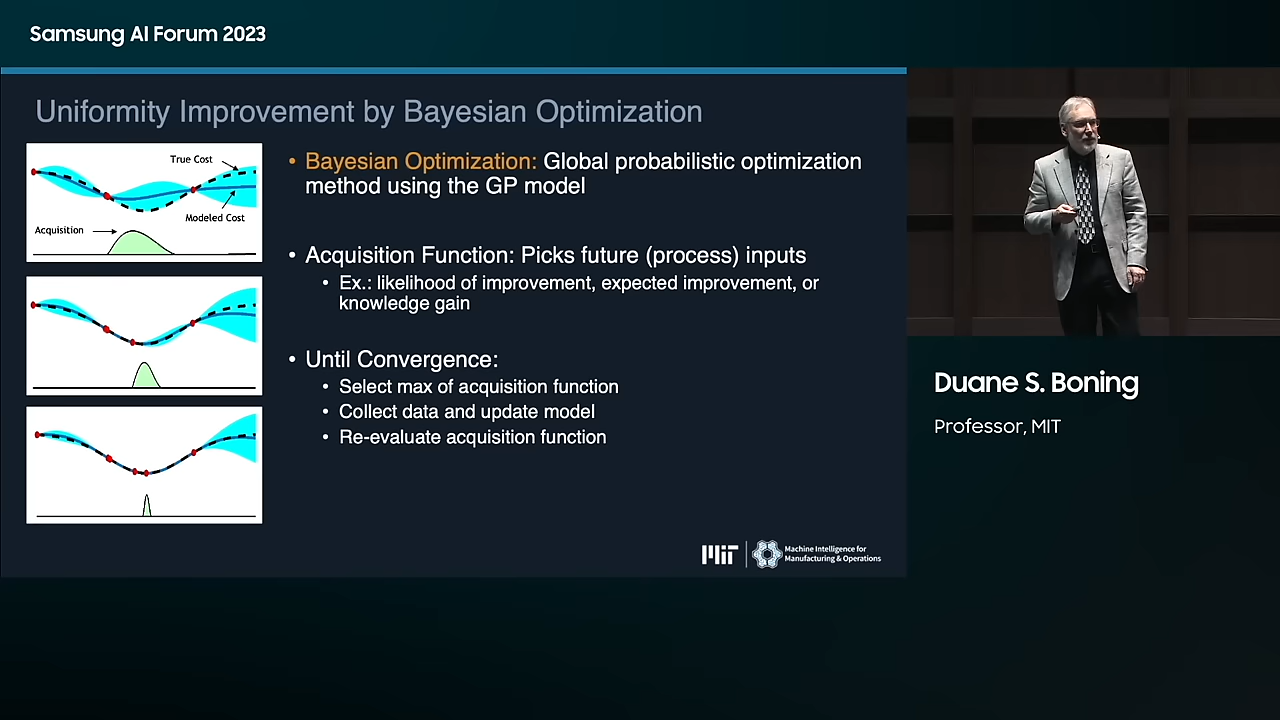 Samsung AI Forum 2023
Uniformity Improvement by Bayesian Optimization
True Cost
Modeled Cost
Acquisition
• Bayesian Optimization: Global probabilistic optimization
method using the GP model
• Acquisition Function: Picks future (process) inputs
• Ex.: likelihood of improvement, expected improvement, or
knowledge gain
• Until Convergence:
• Select max of acquisition function
• Collect data and update model
• Re-evaluate acquisition function
MIT
Machine Intelligence for
Manufacturing & Operations
Duane S. Boning
Professor, MIT